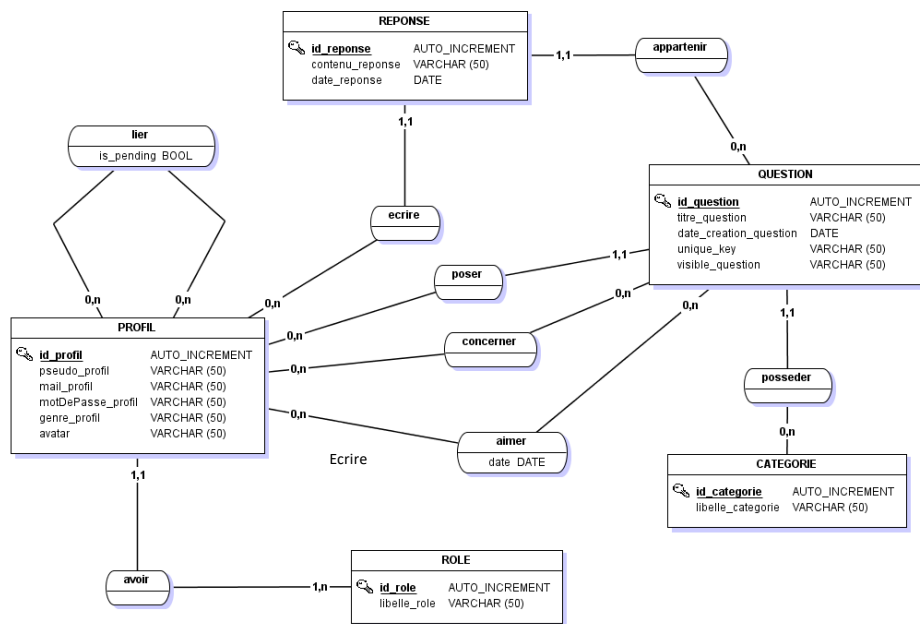 REPONSE
id_reponse AUTO_INCREMENT
contenu_reponse VARCHAR (50)
date_reponse DATE
1,1
appartenir
1,1
lier
is_pending BOOL
0,n
QUESTION
id_question AUTO_INCREMENT
titre_question VARCHAR (50)
date_creation_question DATE
unique_key VARCHAR (50)
visible_question VARCHAR (50)
ecrire
1,1
poser
0,n
0,n
0,n
0,n
0,n
1,1
PROFIL
id_profil AUTO_INCREMENT
pseudo_profil VARCHAR (50)
mail_profil VARCHAR (50)
motDePasse_profil VARCHAR (50)
genre_profil VARCHAR (50)
avatar VARCHAR (50)
0,n
concerner
0,n
posseder
0,n
aimer
date DATE
Ecrire
0,n
CATEGORIE
id_categorie AUTO_INCREMENT
libelle_categorie VARCHAR (50)
1,1
avoir
1,n
ROLE
id_role AUTO_INCREMENT
libelle_role VARCHAR (50)